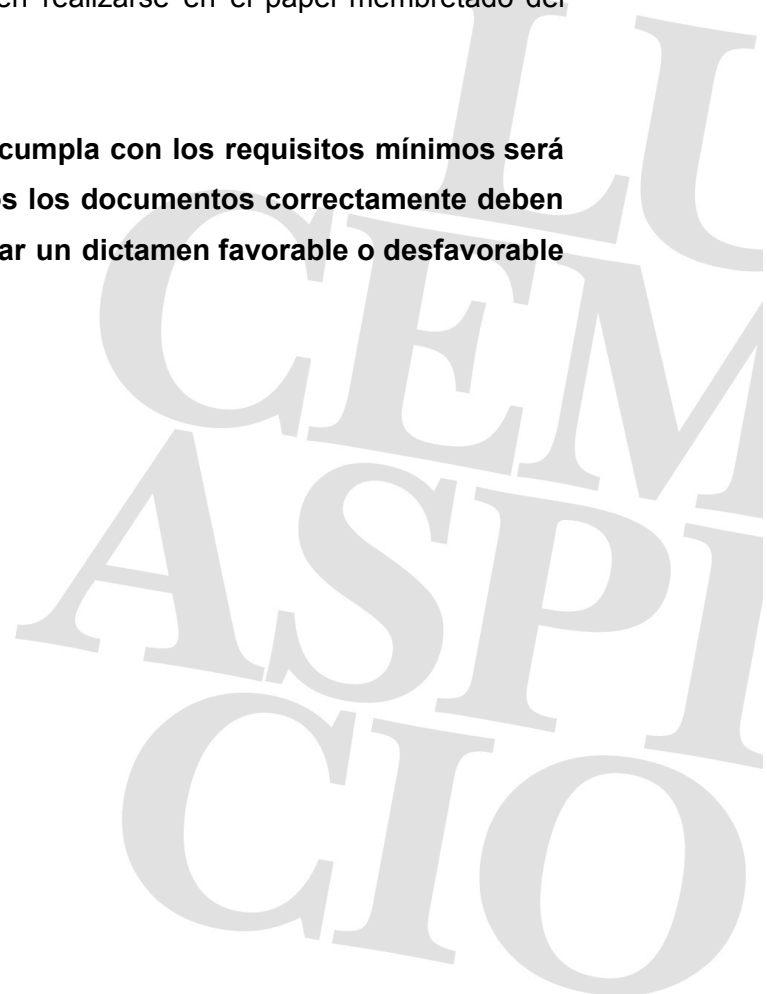 en realizarse en el papel membretado del
cumpla con los requisitos mínimos será
os los documentos correctamente deben
ar un dictamen favorable o desfavorable
LU
CEM
ASPI
CIO